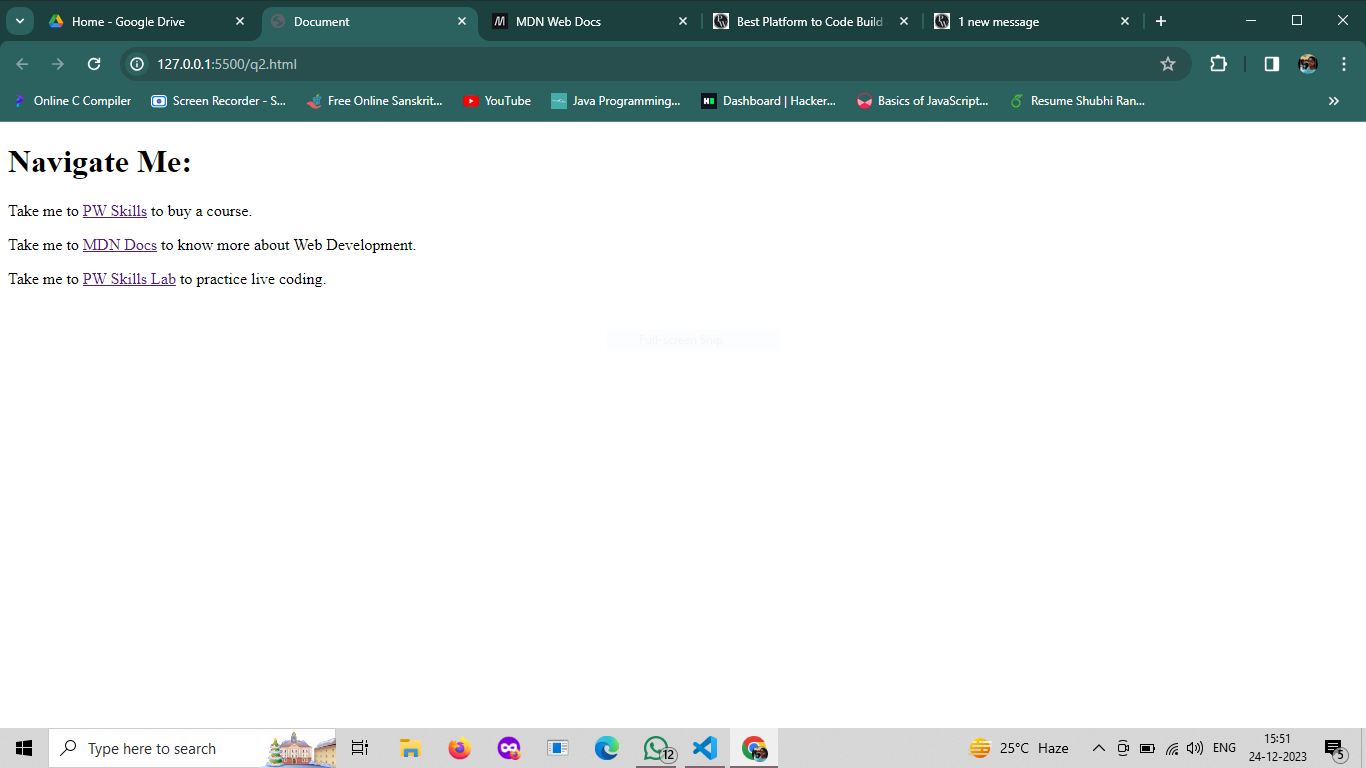 Home - Google Drive
Document
MDN Web Docs
Best Platform to Code Build
1 new message
127.0.0.1:5500/q2.html
Online C Compiler
Screen Recorder - S...
Free Online Sanskrit...
YouTube
Java Programming...
Dashboard | Hacker...
Basics of JavaScript...
Resume Shubhi Ran...
Navigate Me:
Take me to PW Skills to buy a course.
Take me to MDN Docs to know more about Web Development.
Take me to PW Skills Lab to practice live coding.
Full-screen Snip
Type here to search
12
25°C Haze
ENG
15:51
24-12-2023
5